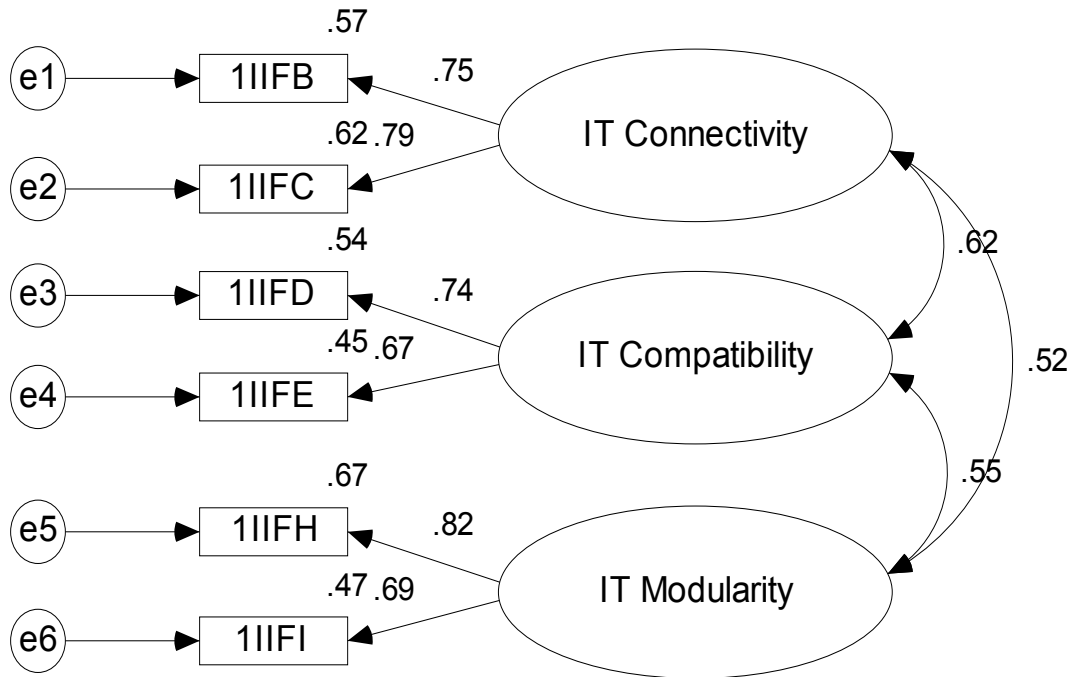 .57
e1
1IIFB
.75
IT Connectivity
.62
.79
e2
1IIFC
.62
.54
e3
1IIFD
.74
IT Compatibility
.52
.45
.67
e4
1IIFE
.55
.67
e5
1IIFH
.82
IT Modularity
.47
.69
e6
1IIFI